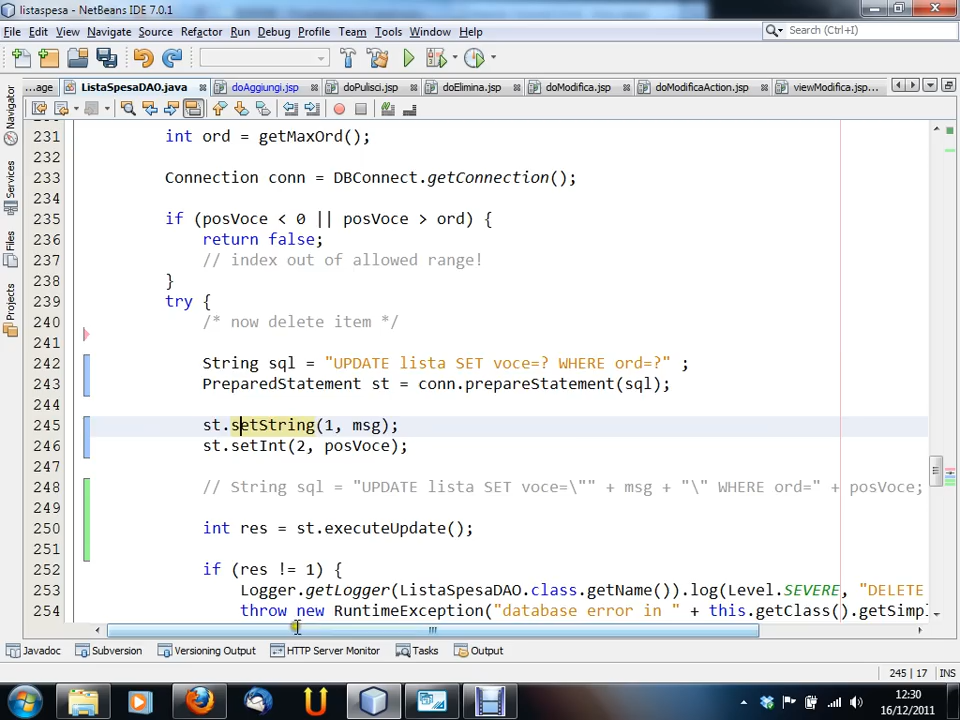 listaspesa - NetBeans IDE 7.0.1
File Edit View Navigate Source Refactor Run Debug Profile Team Tools Window Help
Search (Ctrl+I)
...age ListaSpesaDAO.java doAggiungi.jsp doPulisci.jsp doElimina.jsp doModifica.jsp doModificaAction.jsp viewModifica.jsp...
Navigator
Services
Files
Projects
231 int ord = getMaxOrd();
232
233 Connection conn = DBConnect.getConnection();
234
235 if (posVoce < 0 || posVoce > ord) {
236 return false;
237 // index out of allowed range!
238 }
239 try {
240 /* now delete item */
241
242 String sql = "UPDATE lista SET voce=? WHERE ord=?" ;
243 PreparedStatement st = conn.prepareStatement(sql);
244
245 st.setString(1, msg);
246 st.setInt(2, posVoce);
247
248 // String sql = "UPDATE lista SET voce=\"" + msg + "\" WHERE ord=" + posVoce;
249
250 int res = st.executeUpdate();
251
252 if (res != 1) {
253 Logger.getLogger(ListaSpesaDAO.class.getName()).log(Level.SEVERE, "DELETE
254 throw new RuntimeException("database error in " + this.getClass().getSimpl
Javadoc Subversion Versioning Output HTTP Server Monitor Tasks Output
245 | 17 INS
12:30
16/12/2011